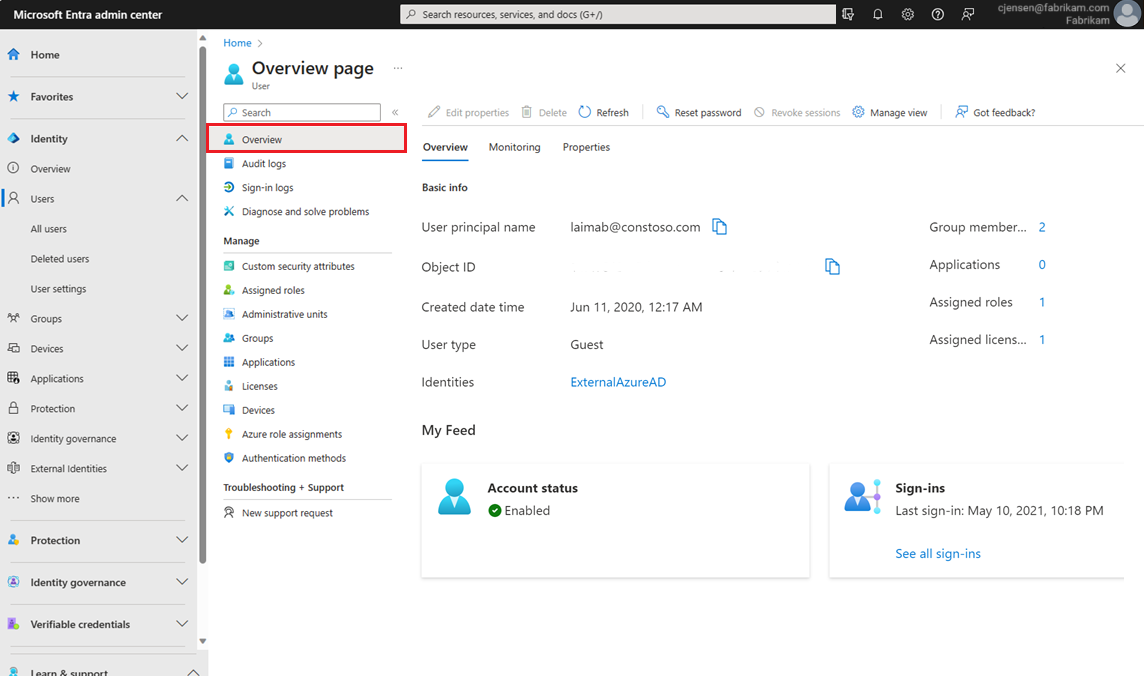 Microsoft Entra admin center
Search resources, services, and docs (G+/)
cjensen@fabrikam.com
Fabrikam
Home
Favorites
Identity
Overview
Users
All users
Deleted users
User settings
Groups
Devices
Applications
Protection
Identity governance
External Identities
Show more
Protection
Identity governance
Verifiable credentials
Learn & support
Home
Overview page
User
Search
Overview
Audit logs
Sign-in logs
Diagnose and solve problems
Manage
Custom security attributes
Assigned roles
Administrative units
Groups
Applications
Licenses
Devices
Azure role assignments
Authentication methods
Troubleshooting + Support
New support request
Edit properties Delete Refresh Reset password Revoke sessions Manage view Got feedback?
Overview Monitoring Properties
Basic info
User principal name laimab@constoso.com
Object ID
Created date time Jun 11, 2020, 12:17 AM
User type Guest
Identities ExternalAzureAD
Group member... 2
Applications 0
Assigned roles 1
Assigned licens... 1
My Feed
Account status
Enabled
Sign-ins
Last sign-in: May 10, 2021, 10:18 PM
See all sign-ins